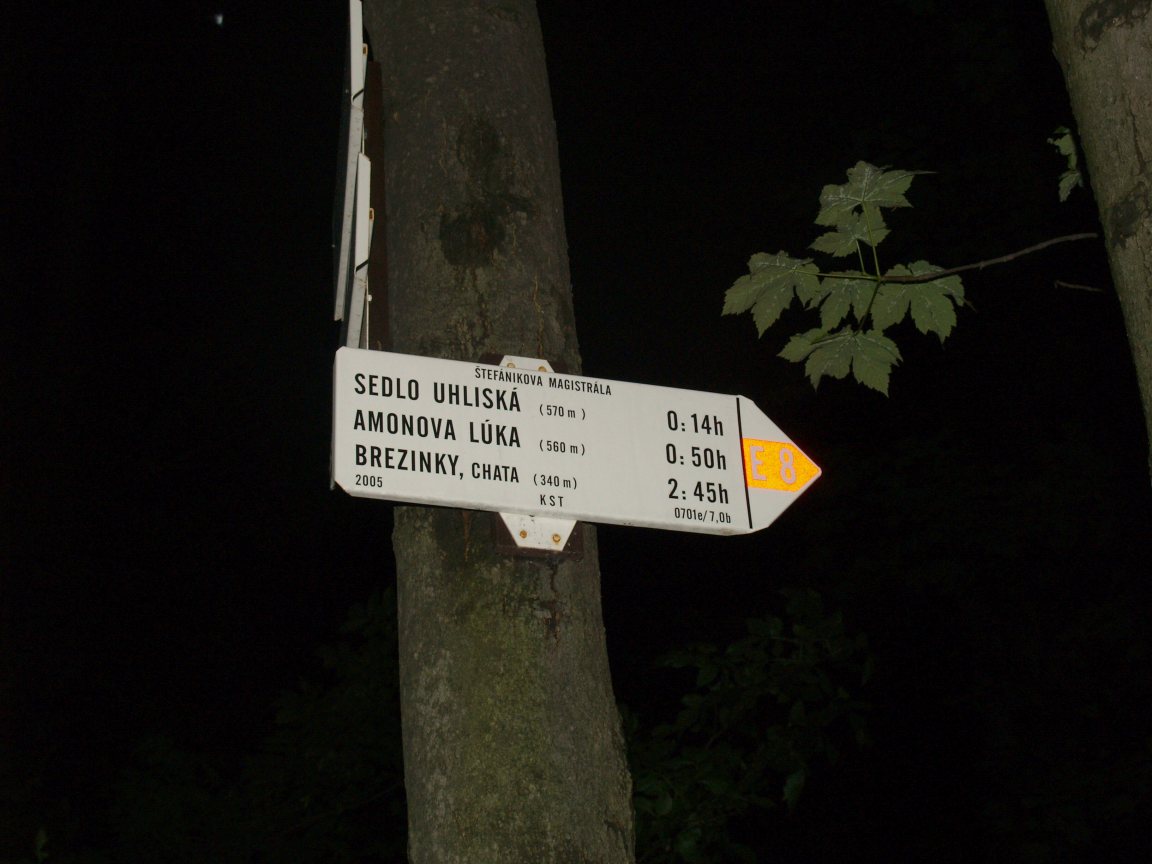 ŠTEFÁNIKOVA MAGISTRÁLA
SEDLO UHLISKÁ (570 m) 0:14h
AMONOVA LÚKA (560 m) 0:50h
BREZINKY, CHATA (340 m) 2:45h
2005 KST 0701e/7,0b
E 8